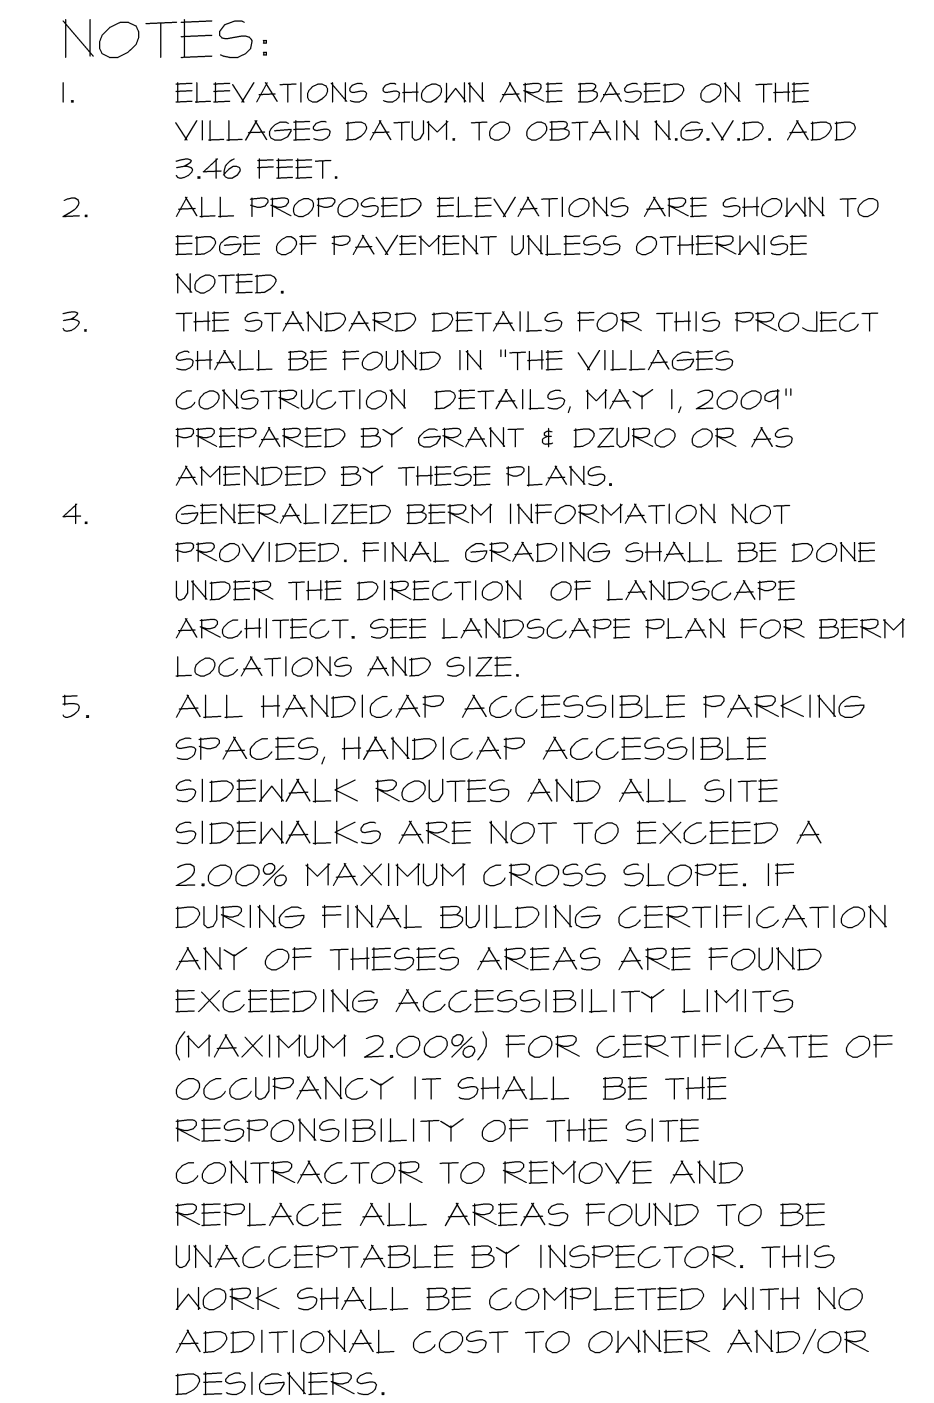 NOTES:
1. ELEVATIONS SHOWN ARE BASED ON THE
VILLAGES DATUM. TO OBTAIN N.G.V.D. ADD
3.46 FEET.
2. ALL PROPOSED ELEVATIONS ARE SHOWN TO
EDGE OF PAVEMENT UNLESS OTHERWISE
NOTED.
3. THE STANDARD DETAILS FOR THIS PROJECT
SHALL BE FOUND IN "THE VILLAGES
CONSTRUCTION DETAILS, MAY 1, 2009"
PREPARED BY GRANT & DZURO OR AS
AMENDED BY THESE PLANS.
4. GENERALIZED BERM INFORMATION NOT
PROVIDED. FINAL GRADING SHALL BE DONE
UNDER THE DIRECTION OF LANDSCAPE
ARCHITECT. SEE LANDSCAPE PLAN FOR BERM
LOCATIONS AND SIZE.
5. ALL HANDICAP ACCESSIBLE PARKING
SPACES, HANDICAP ACCESSIBLE
SIDEWALK ROUTES AND ALL SITE
SIDEWALKS ARE NOT TO EXCEED A
2.00% MAXIMUM CROSS SLOPE. IF
DURING FINAL BUILDING CERTIFICATION
ANY OF THESES AREAS ARE FOUND
EXCEEDING ACCESSIBILITY LIMITS
(MAXIMUM 2.00%) FOR CERTIFICATE OF
OCCUPANCY IT SHALL BE THE
RESPONSIBILITY OF THE SITE
CONTRACTOR TO REMOVE AND
REPLACE ALL AREAS FOUND TO BE
UNACCEPTABLE BY INSPECTOR. THIS
WORK SHALL BE COMPLETED WITH NO
ADDITIONAL COST TO OWNER AND/OR
DESIGNERS.